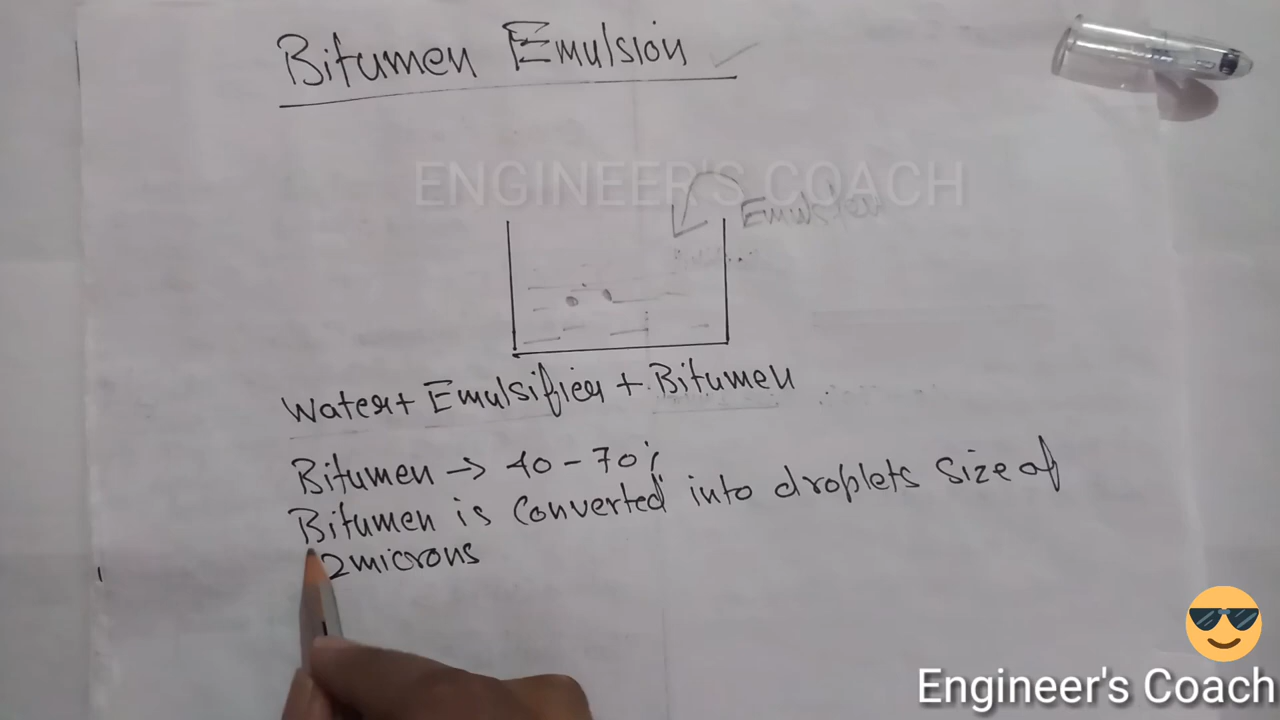 Bitumen Emulsion
ENGINEER'S COACH
Emulsion
Water + Emulsifier + Bitumen
Bitumen → 40 - 70%
Bitumen is converted into droplets size of
2microns
Engineer's Coach